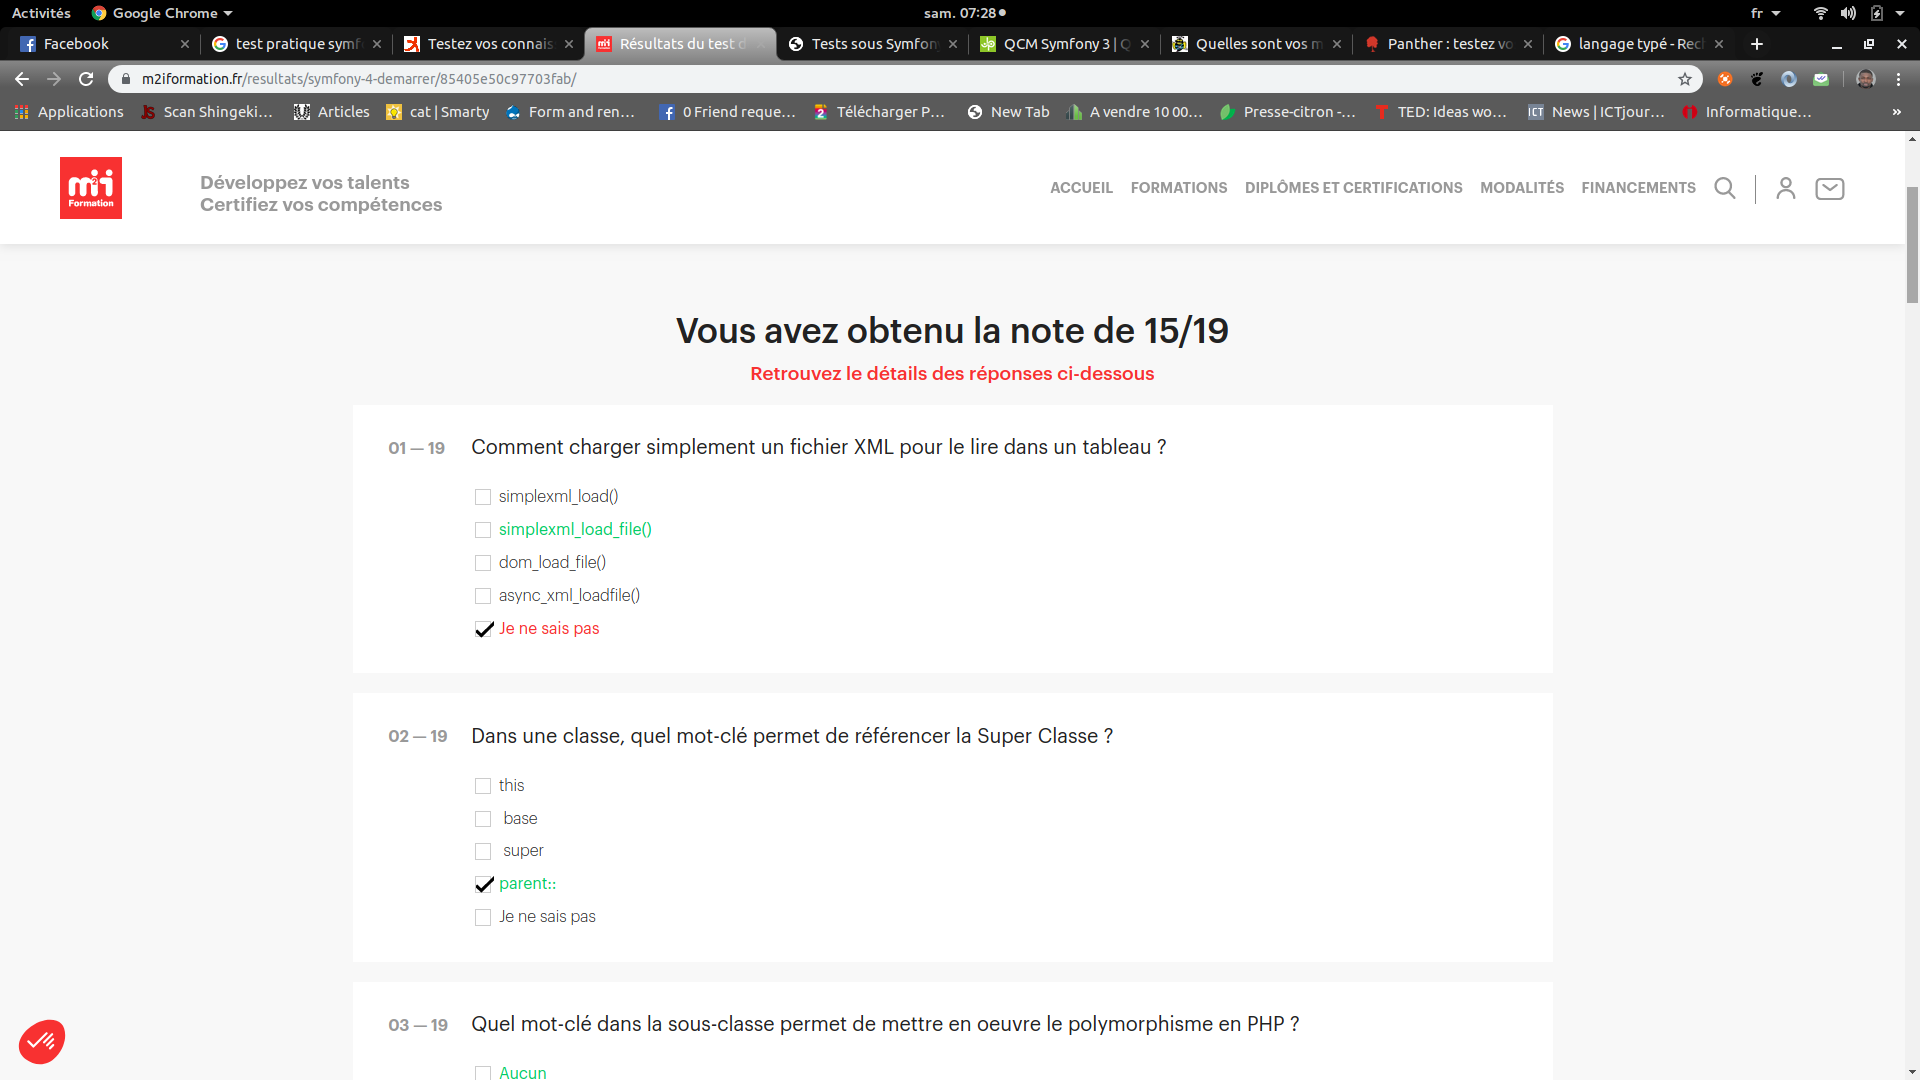 Activités
Google Chrome
sam. 07:28
fr
Facebook
test pratique symf
Testez vos connais
Résultats du test d
Tests sous Symfon
QCM Symfony 3 | Q
Quelles sont vos m
Panther : testez vo
langage typé - Rec
m2iformation.fr/resultats/symfony-4-demarrer/85405e50c97703fab/
Applications
Scan Shingeki...
Articles
cat | Smarty
Form and ren...
0 Friend reque...
Télécharger P...
New Tab
A vendre 10 00...
Presse-citron -...
TED: Ideas wo...
ICT
News | ICTjour...
Informatique...
»
m2i
Formation
Développez vos talents
Certifiez vos compétences
ACCUEIL
FORMATIONS
DIPLÔMES ET CERTIFICATIONS
MODALITÉS
FINANCEMENTS
Vous avez obtenu la note de 15/19
Retrouvez le détails des réponses ci-dessous
01 — 19
Comment charger simplement un fichier XML pour le lire dans un tableau ?
simplexml_load()
simplexml_load_file()
dom_load_file()
async_xml_loadfile()
Je ne sais pas
02 — 19
Dans une classe, quel mot-clé permet de référencer la Super Classe ?
this
base
super
parent::
Je ne sais pas
03 — 19
Quel mot-clé dans la sous-classe permet de mettre en oeuvre le polymorphisme en PHP ?
Aucun